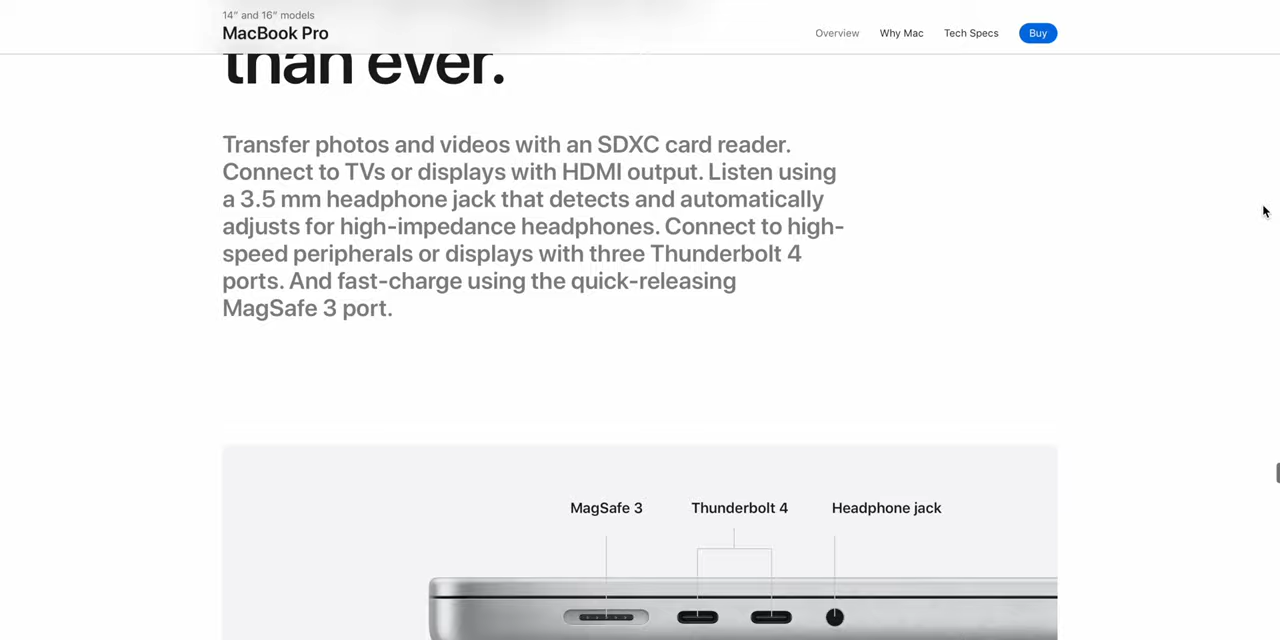 14″ and 16″ models
MacBook Pro
Overview
Why Mac
Tech Specs
Buy
than ever.
Transfer photos and videos with an SDXC card reader.
Connect to TVs or displays with HDMI output. Listen using
a 3.5 mm headphone jack that detects and automatically
adjusts for high-impedance headphones. Connect to high-
speed peripherals or displays with three Thunderbolt 4
ports. And fast-charge using the quick-releasing
MagSafe 3 port.
MagSafe 3
Thunderbolt 4
Headphone jack